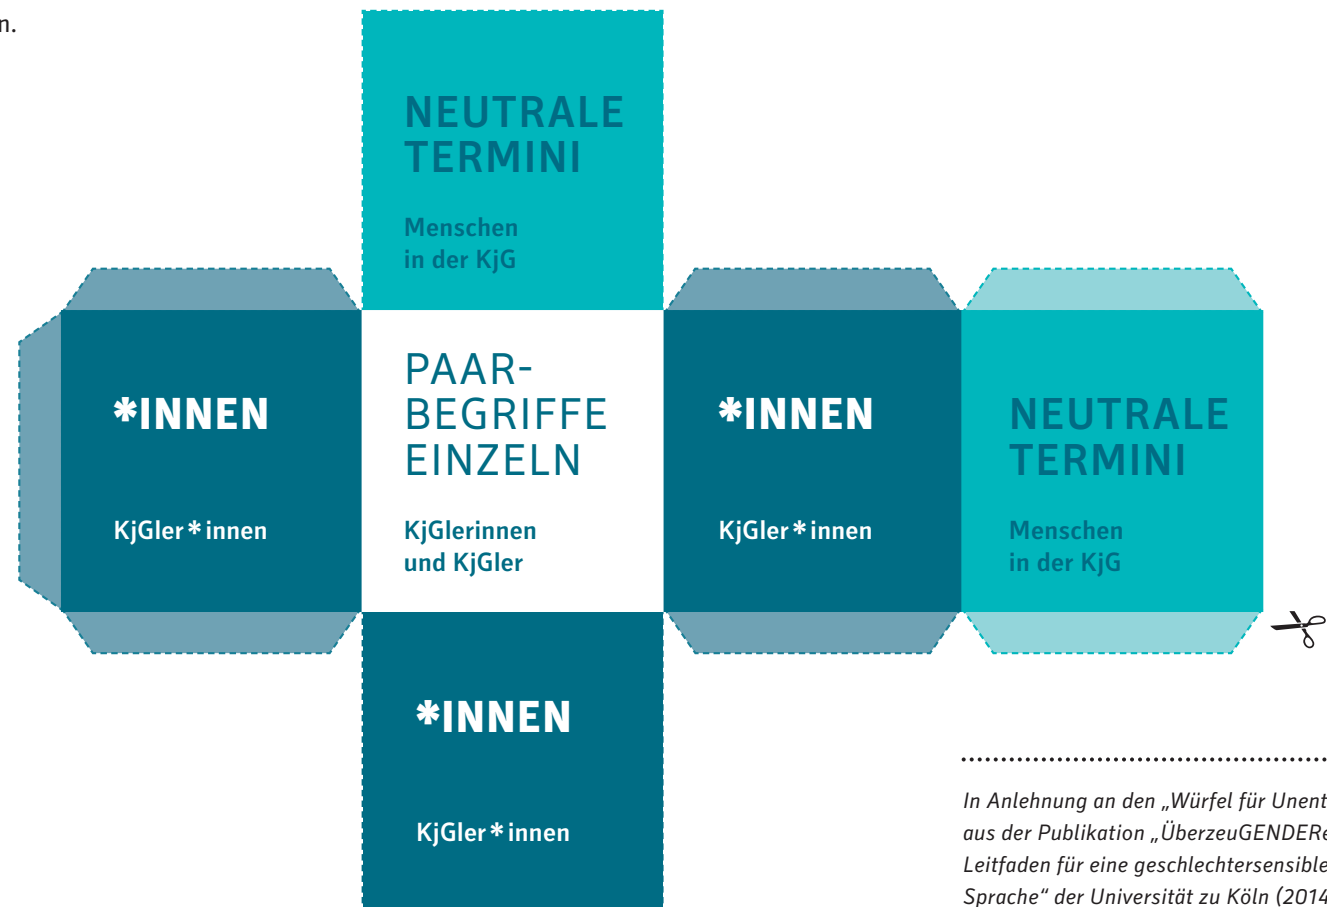 n.
NEUTRALE
TERMINI
Menschen
in der KjG
*INNEN
KjGler*innen
PAAR-
BEGRIFFE
EINZELN
KjGlerinnen
und KjGler
*INNEN
KjGler*innen
NEUTRALE
TERMINI
Menschen
in der KjG
*INNEN
KjGler*innen
In Anlehnung an den „Würfel für Unent
aus der Publikation „ÜberzeuGENDERe
Leitfaden für eine geschlechtersensible
Sprache“ der Universität zu Köln (2014